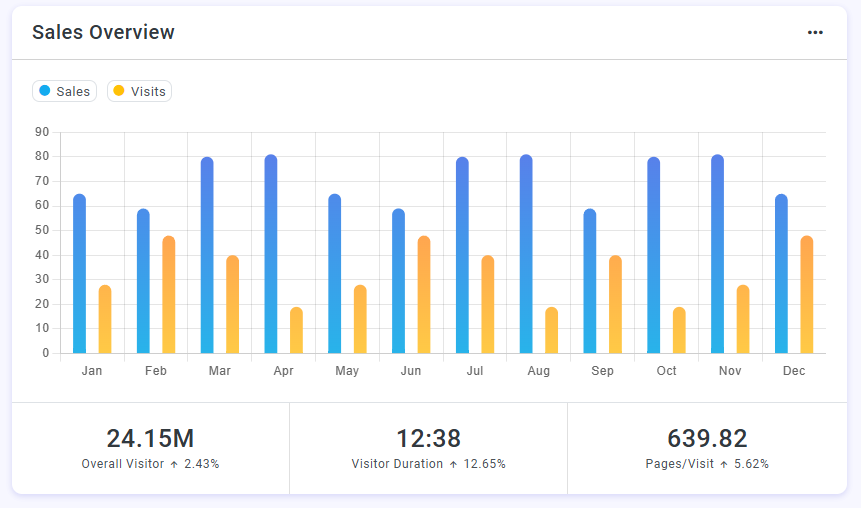 Sales Overview
Sales Visits
90
80
70
60
50
40
30
20
10
0
Jan Feb Mar Apr May Jun Jul Aug Sep Oct Nov Dec
24.15M 12:38 639.82
Overall Visitor ↑ 2.43% Visitor Duration ↑ 12.65% Pages/Visit ↑ 5.62%